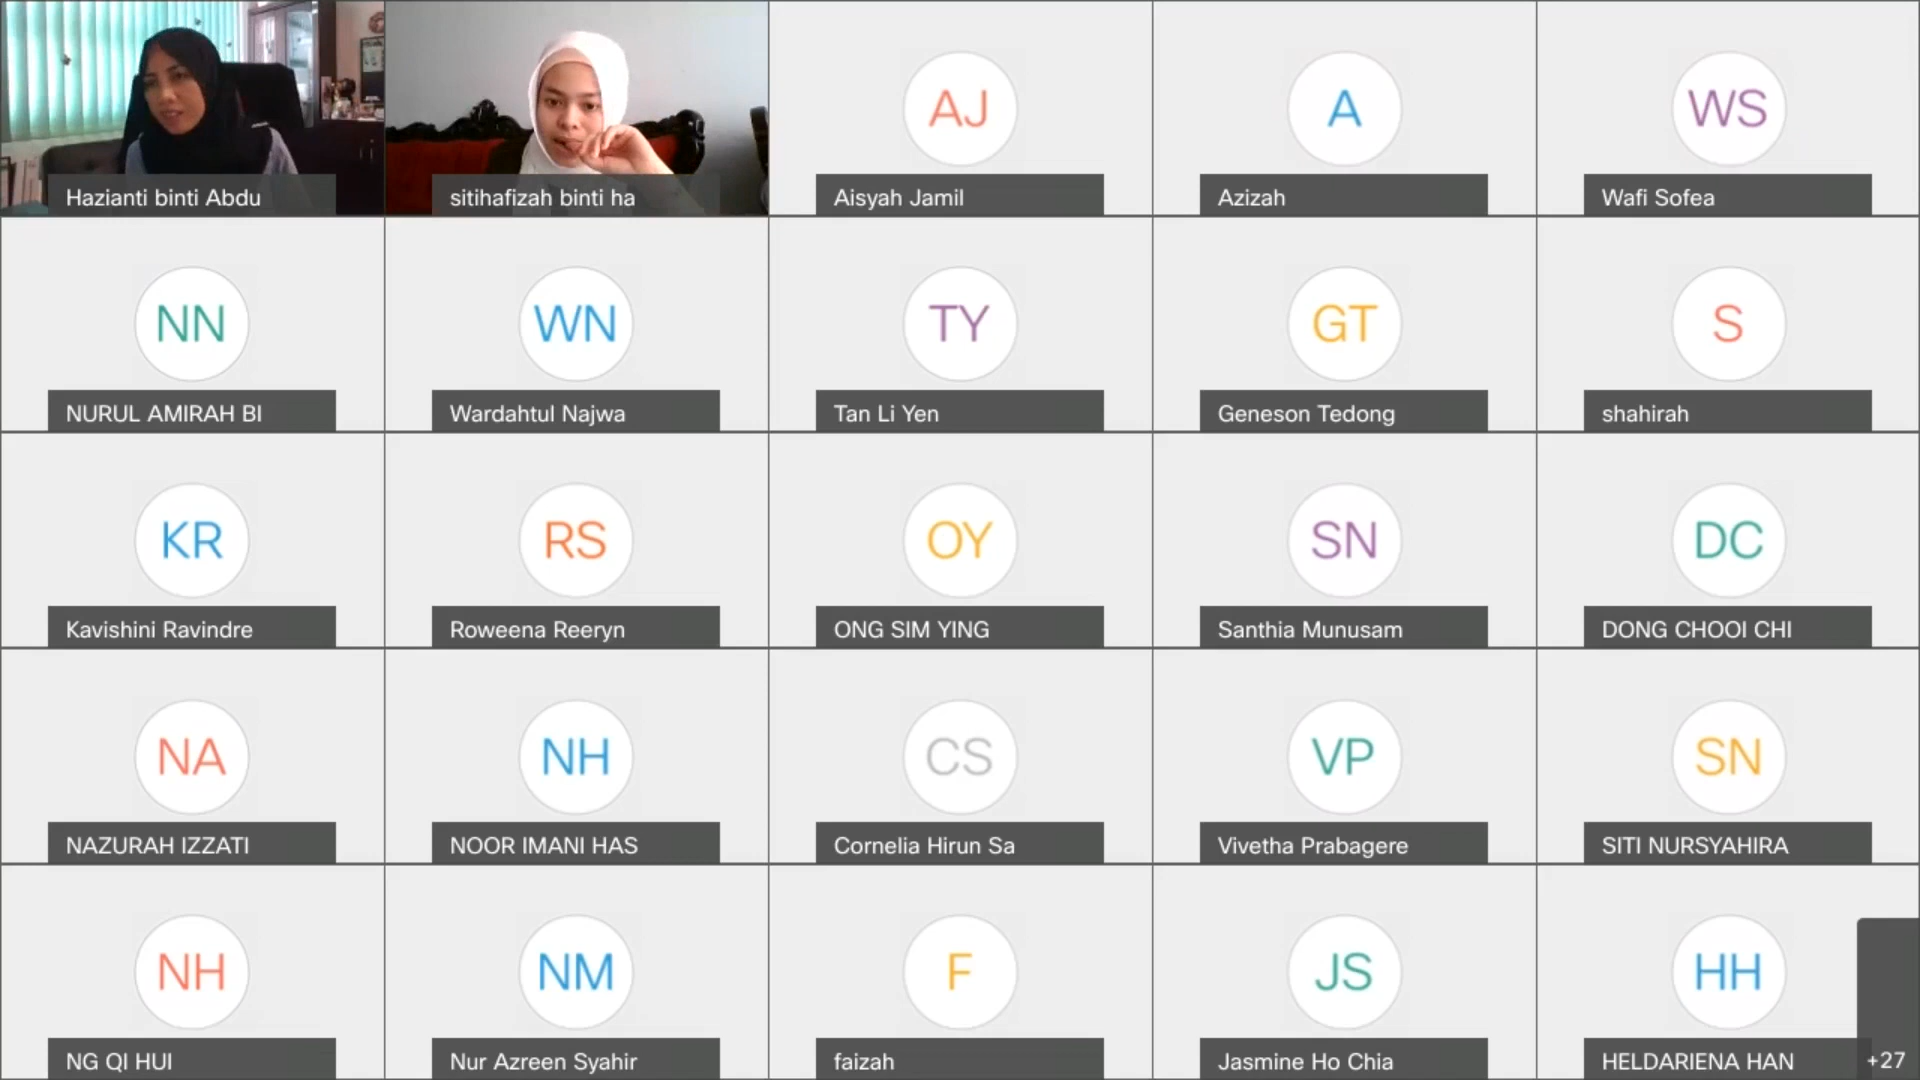 Hazianti binti Abdu
sitihafizah binti ha
AJ
Aisyah Jamil
A
Azizah
WS
Wafi Sofea
NN
NURUL AMIRAH BI
WN
Wardahtul Najwa
TY
Tan Li Yen
GT
Geneson Tedong
S
shahirah
KR
Kavishini Ravindre
RS
Roweena Reeryn
OY
ONG SIM YING
SN
Santhia Munusam
DC
DONG CHOOI CHI
NA
NAZURAH IZZATI
NH
NOOR IMANI HAS
CS
Cornelia Hirun Sa
VP
Vivetha Prabagere
SN
SITI NURSYAHIRA
NH
NG QI HUI
NM
Nur Azreen Syahir
F
faizah
JS
Jasmine Ho Chia
HH
HELDARIENA HAN
+27